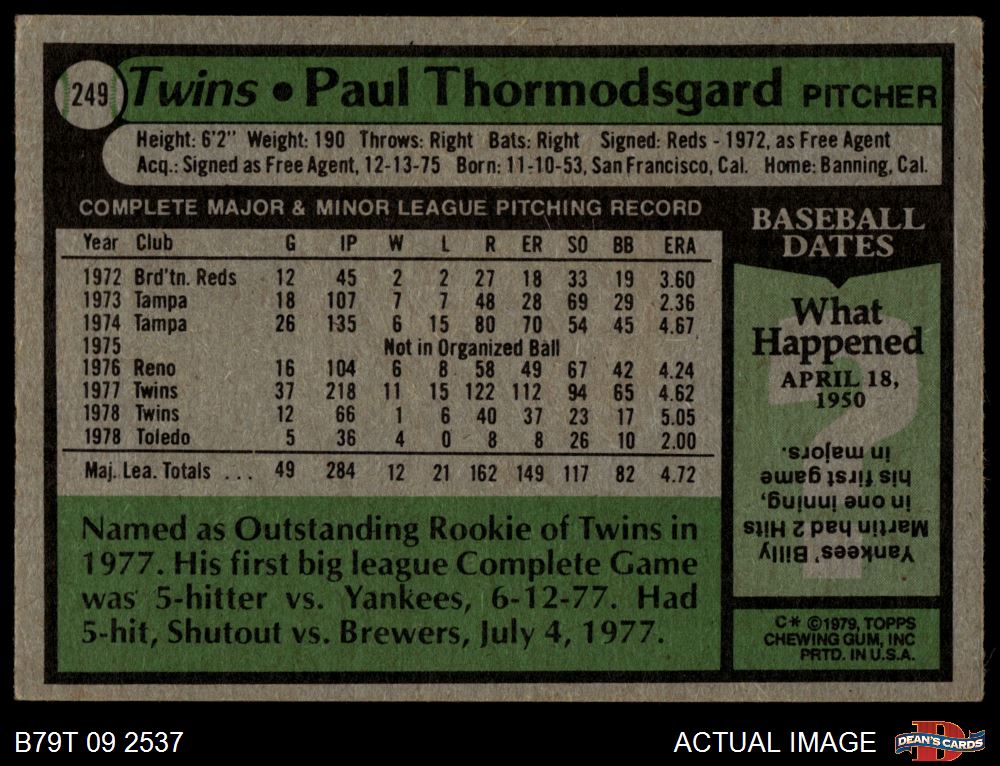 249 Twins • Paul Thormodsgard PITCHER
Height: 6'2" Weight: 190 Throws: Right Bats: Right Signed: Reds - 1972, as Free Agent
Acq.: Signed as Free Agent, 12-13-75 Born: 11-10-53, San Francisco, Cal. Home: Banning, Cal.
COMPLETE MAJOR & MINOR LEAGUE PITCHING RECORD
Year Club G IP W L R ER SO BB ERA
1972 Brd'tn. Reds 12 45 2 2 27 18 33 19 3.60
1973 Tampa 18 107 7 7 48 28 69 29 2.36
1974 Tampa 26 135 6 15 80 70 54 45 4.67
1975 Not in Organized Ball
1976 Reno 16 104 6 8 58 49 67 42 4.24
1977 Twins 37 218 11 15 122 112 94 65 4.62
1978 Twins 12 66 1 6 40 37 23 17 5.05
1978 Toledo 5 36 4 0 8 8 26 10 2.00
Maj. Lea. Totals . . . 49 284 12 21 162 149 117 82 4.72
Named as Outstanding Rookie of Twins in
1977. His first big league Complete Game
was 5-hitter vs. Yankees, 6-12-77. Had
5-hit, Shutout vs. Brewers, July 4, 1977.
BASEBALL
DATES
What
Happened
APRIL 18,
1950
Yankees' Billy
Martin had 2 Hits
in one inning,
his first game
in majors.
C* ©1979, TOPPS
CHEWING GUM, INC
PRTD. IN U.S.A.
B79T 09 2537
ACTUAL IMAGE
DEAN'S CARDS